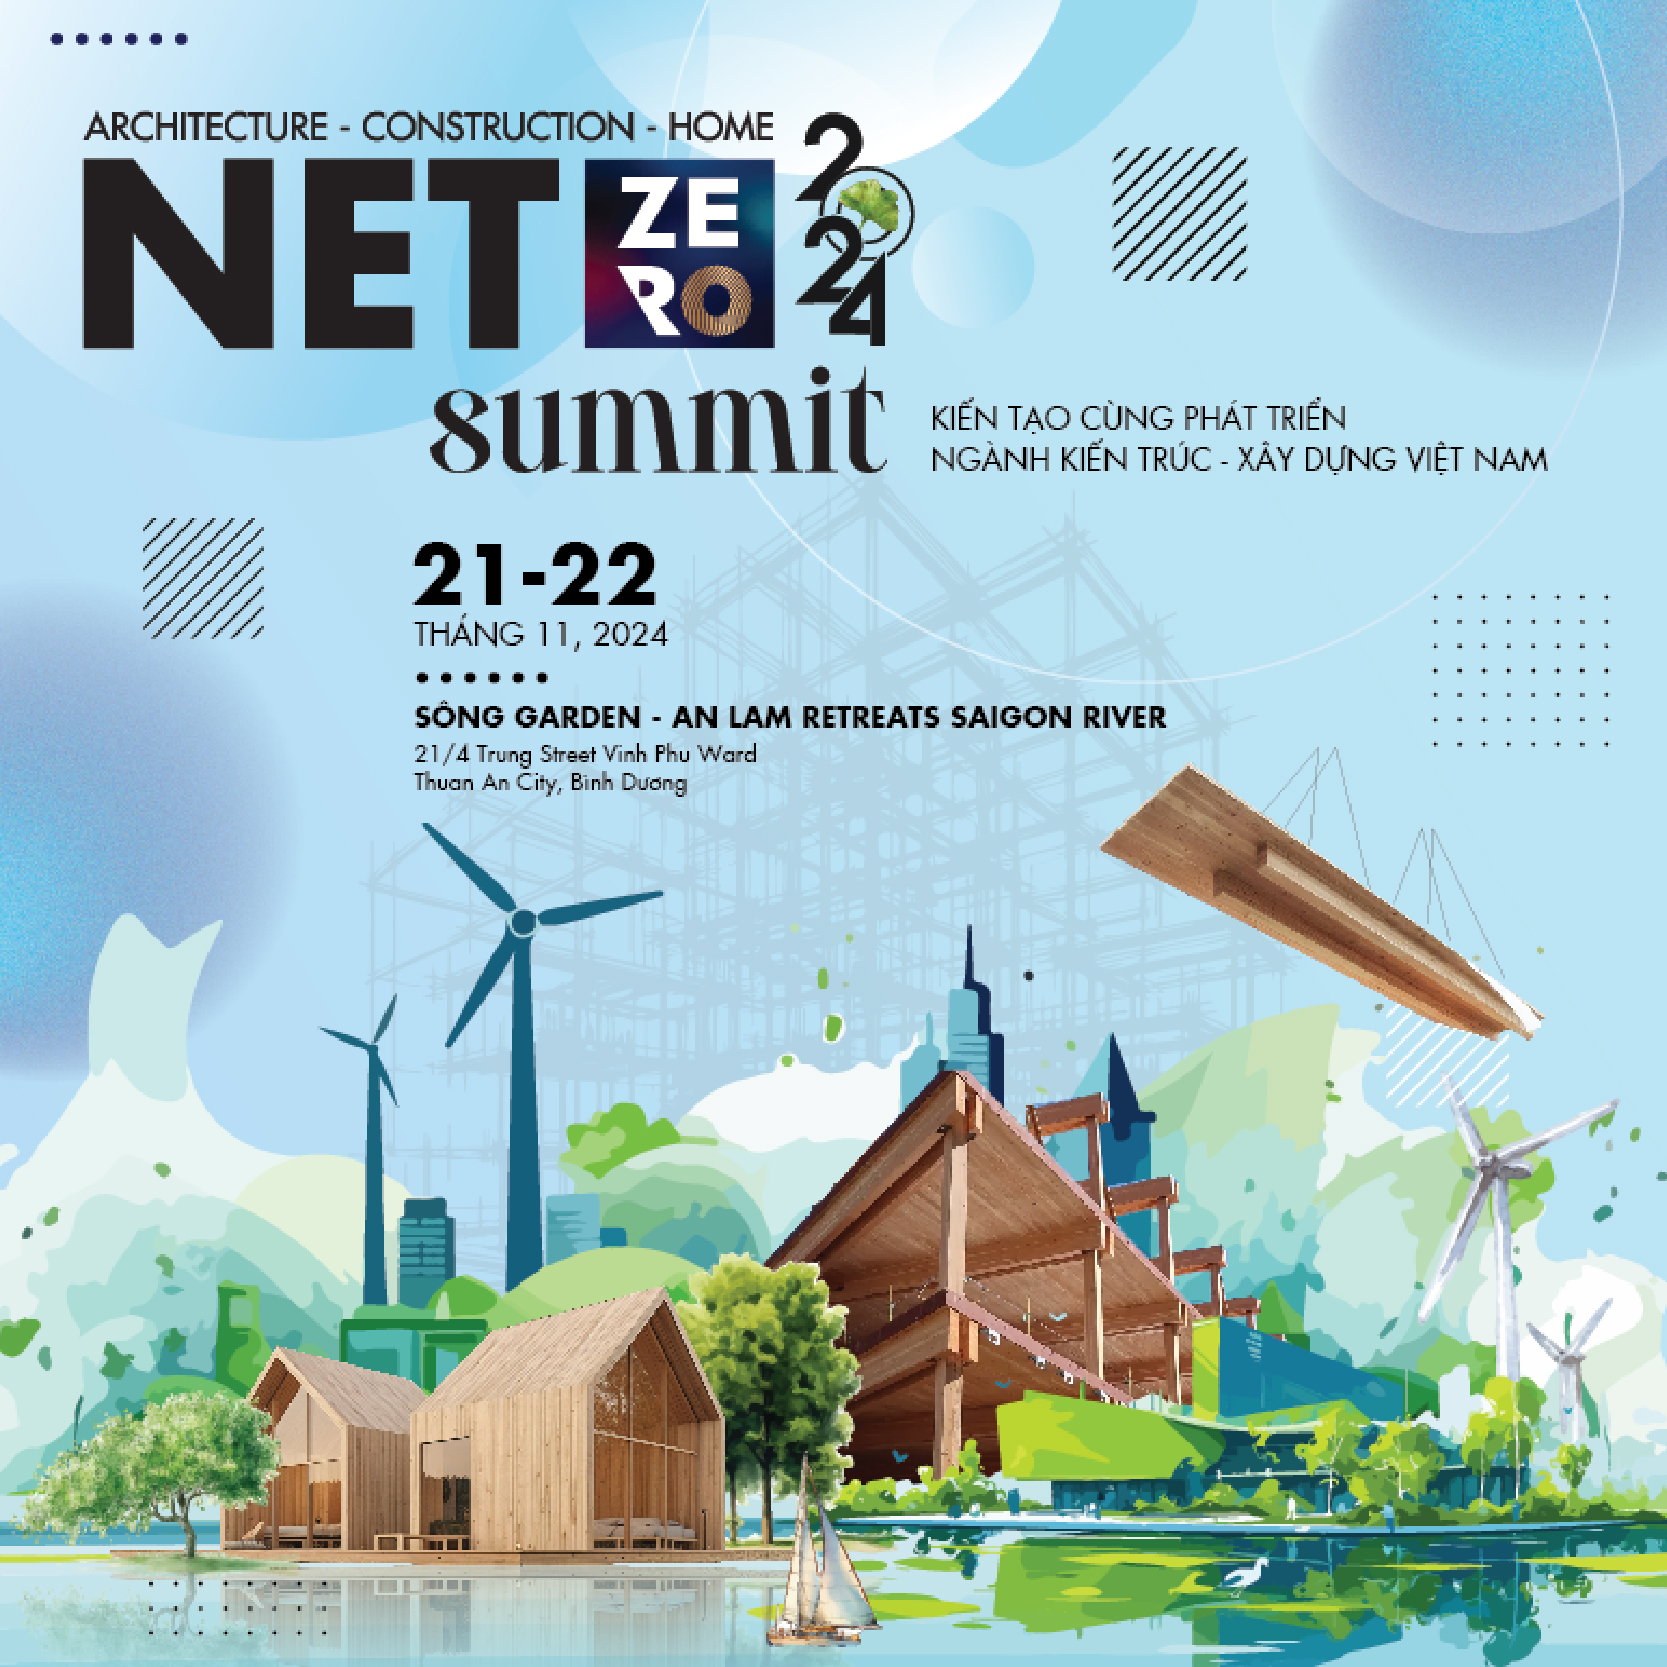 ARCHITECTURE - CONSTRUCTION - HOME
NET ZERO 2024
summit
KIẾN TẠO CÙNG PHÁT TRIỂN
NGÀNH KIẾN TRÚC - XÂY DỰNG VIỆT NAM
21-22
THÁNG 11, 2024
SÔNG GARDEN - AN LAM RETREATS SAIGON RIVER
21/4 Trung Street Vinh Phu Ward
Thuan An City, Binh Dương